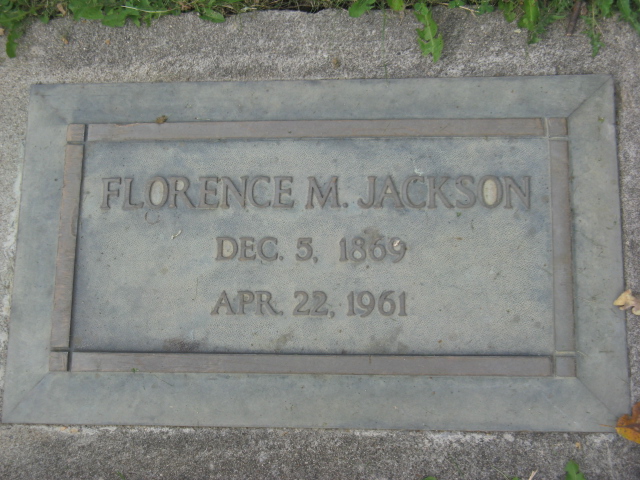 FLORENCE M. JACKSON
DEC. 5, 1869
APR. 22, 1961